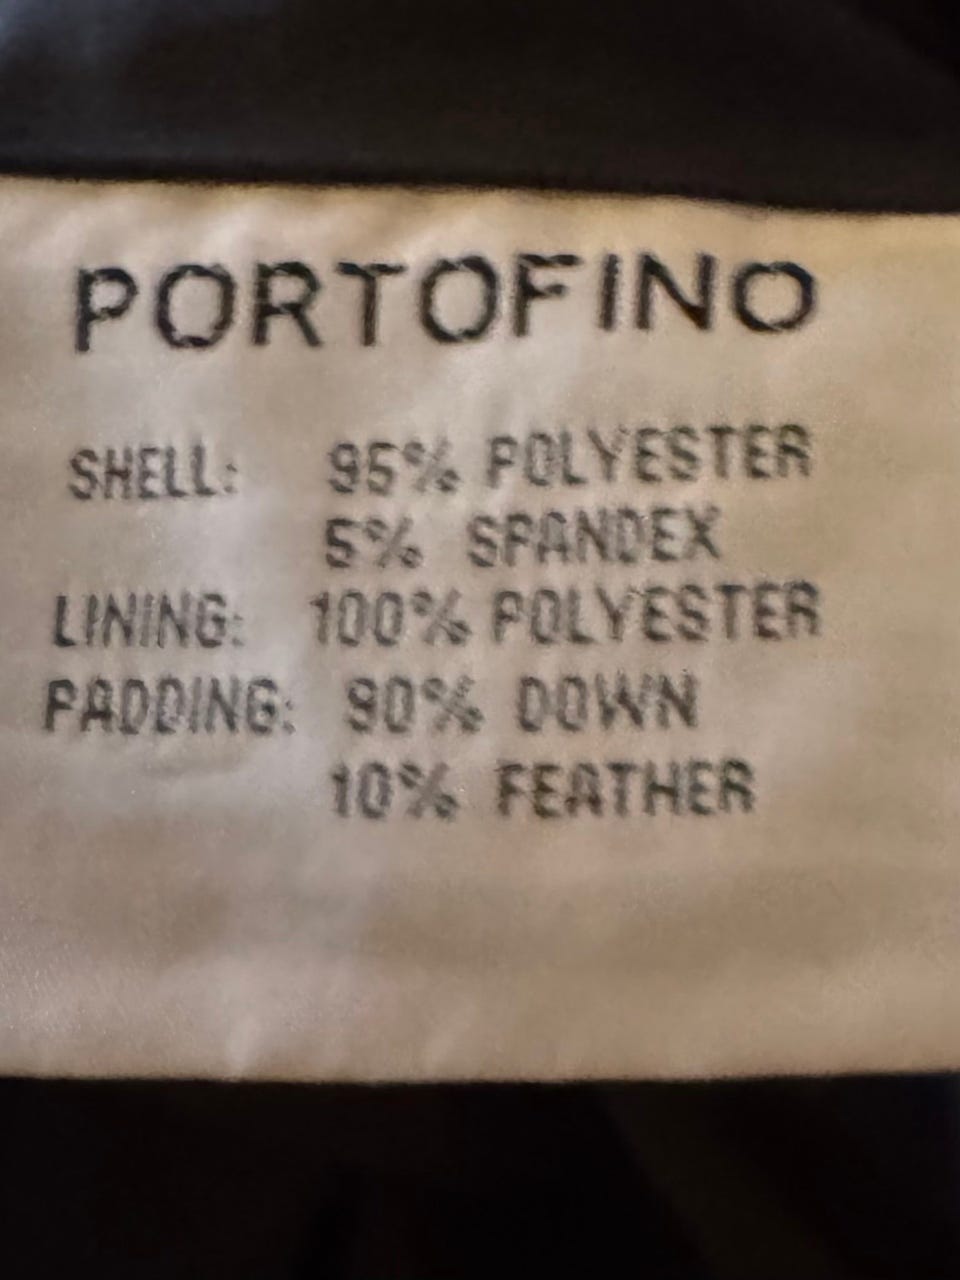 PORTOFINO
SHELL: 95% POLYESTER
5% SPANDEX
LINING: 100% POLYESTER
PADDING: 90% DOWN
10% FEATHER